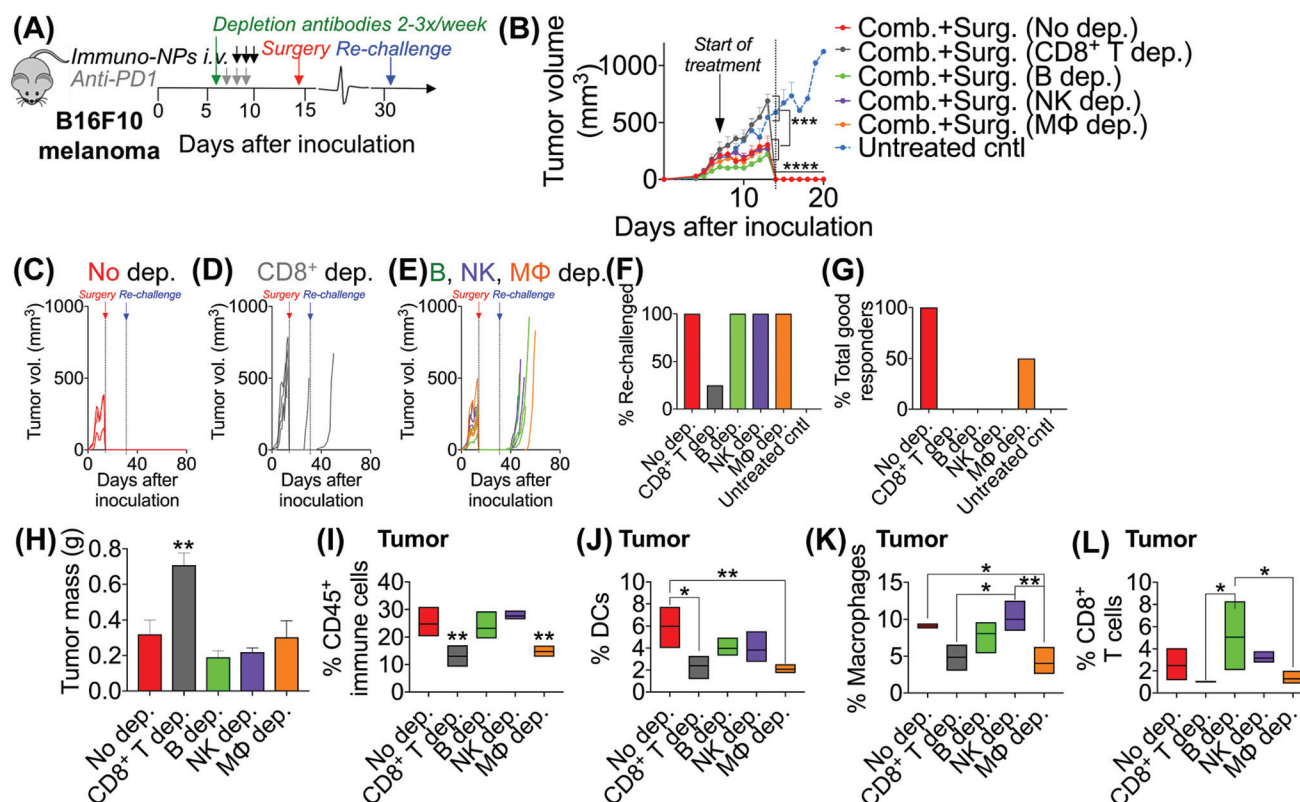 (A)
Depletion antibodies 2-3x/week
Immuno-NPs i.v.
Surgery Re-challenge
Anti-PD1
0 5 10 15 30
B16F10
melanoma
Days after inoculation
(B)
Tumor volume
(mm³)
1000
500
0
Start of
treatment
***
****
10 20
Days after inoculation
Comb.+Surg. (No dep.)
Comb.+Surg. (CD8⁺ T dep.)
Comb.+Surg. (B dep.)
Comb.+Surg. (NK dep.)
Comb.+Surg. (MΦ dep.)
Untreated cntl
(C) No dep.
Surgery Re-challenge
Tumor vol. (mm³)
1000
500
0
0 40 80
Days after
inoculation
(D) CD8⁺ dep.
Surgery Re-challenge
Tumor vol. (mm³)
1000
500
0
0 40 80
Days after
inoculation
(E) B, NK, MΦ dep.
Surgery Re-challenge
Tumor vol. (mm³)
1000
500
0
0 40 80
Days after
inoculation
(F)
% Re-challenged
100
50
0
No dep.
CD8⁺ T dep.
B dep.
NK dep.
MΦ dep.
Untreated cntl
(G)
% Total good
responders
100
50
0
No dep.
CD8⁺ T dep.
B dep.
NK dep.
MΦ dep.
Untreated cntl
(H)
Tumor mass (g)
0.8
0.6
0.4
0.2
0.0
**
No dep.
CD8⁺ T dep.
B dep.
NK dep.
MΦ dep.
(I) Tumor
% CD45⁺
immune cells
40
30
20
10
0
**
**
No dep.
CD8⁺ T dep.
B dep.
NK dep.
MΦ dep.
(J) Tumor
% DCs
10
8
6
4
2
0
**
*
No dep.
CD8⁺ T dep.
B dep.
NK dep.
MΦ dep.
(K) Tumor
% Macrophages
15
10
5
0
*
*
**
No dep.
CD8⁺ T dep.
B dep.
NK dep.
MΦ dep.
(L) Tumor
% CD8⁺
T cells
10
8
6
4
2
0
*
*
No dep.
CD8⁺ T dep.
B dep.
NK dep.
MΦ dep.